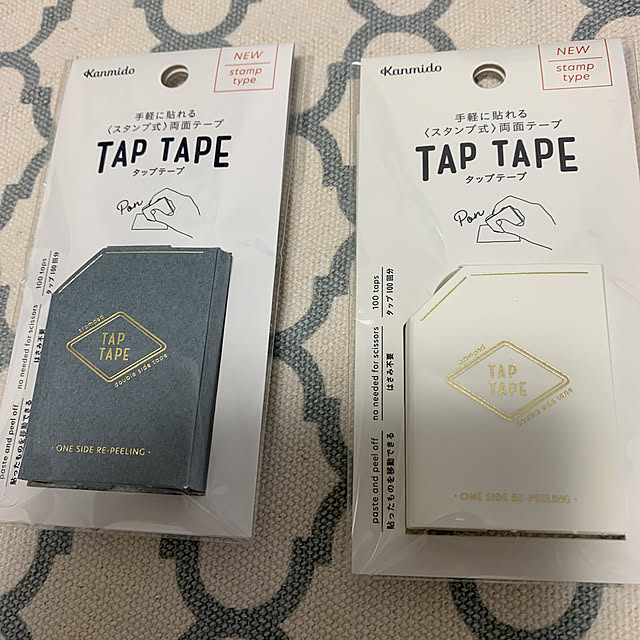 Kanmido
NEW
stamp
type
手軽に貼れる
〈スタンプ式〉両面テープ
TAP TAPE
タップテープ
Pon
100 taps
タップ100回分
no needed for scissors
はさみ不要
paste and peel off
貼ったものを移動できる
stamped
TAP
TAPE
double side tape
· ONE SIDE RE-PEELING ·
Kanmido
NEW
stamp
type
手軽に貼れる
〈スタンプ式〉両面テープ
TAP TAPE
タップテープ
Pon
100 taps
タップ100回分
no needed for scissors
はさみ不要
paste and peel off
貼ったものを移動できる
stamped
TAP
TAPE
double side tape
· ONE SIDE RE-PEELING ·